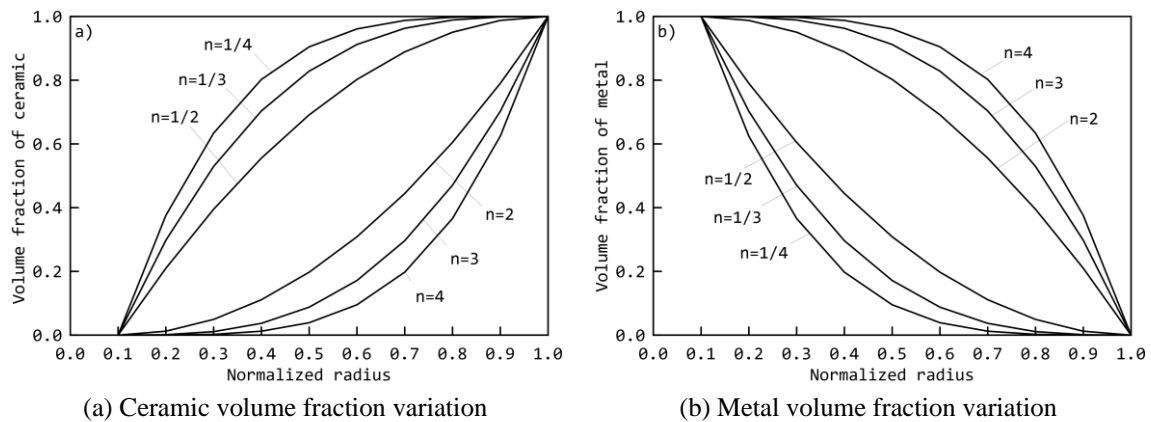 a)
1.0
0.8
0.6
0.4
0.2
0.0
Volume fraction of ceramic
n=1/4
n=1/3
n=1/2
n=2
n=3
n=4
0.0 0.1 0.2 0.3 0.4 0.5 0.6 0.7 0.8 0.9 1.0
Normalized radius
(a) Ceramic volume fraction variation
b)
1.0
0.8
0.6
0.4
0.2
0.0
Volume fraction of metal
n=4
n=3
n=2
n=1/2
n=1/3
n=1/4
0.0 0.1 0.2 0.3 0.4 0.5 0.6 0.7 0.8 0.9 1.0
Normalized radius
(b) Metal volume fraction variation